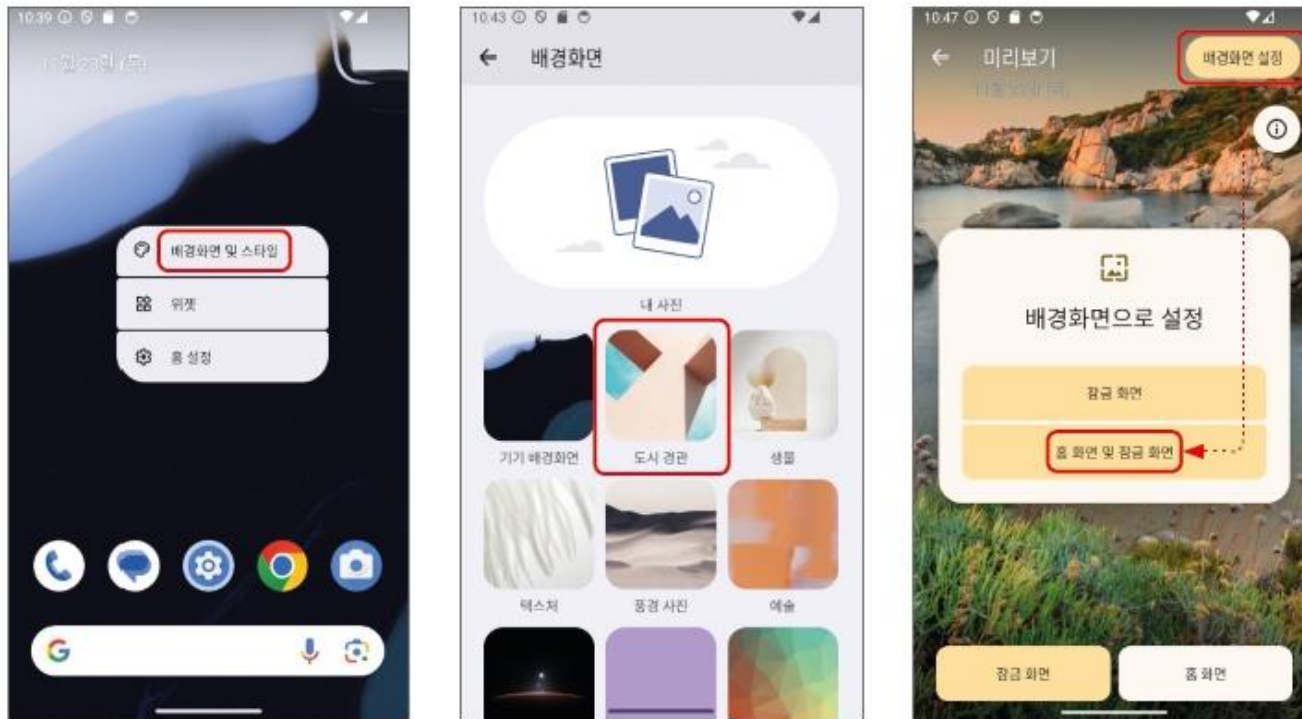 10:39
배경화면 및 스타일
위젯
홈 설정
10:43
배경화면
내 사진
기기 배경화면
도시 경관
생물
텍스처
풍경 사진
예술
10:47
미리보기
배경화면 설정
배경화면으로 설정
잠금 화면
홈 화면 및 잠금 화면
잠금 화면
홈 화면